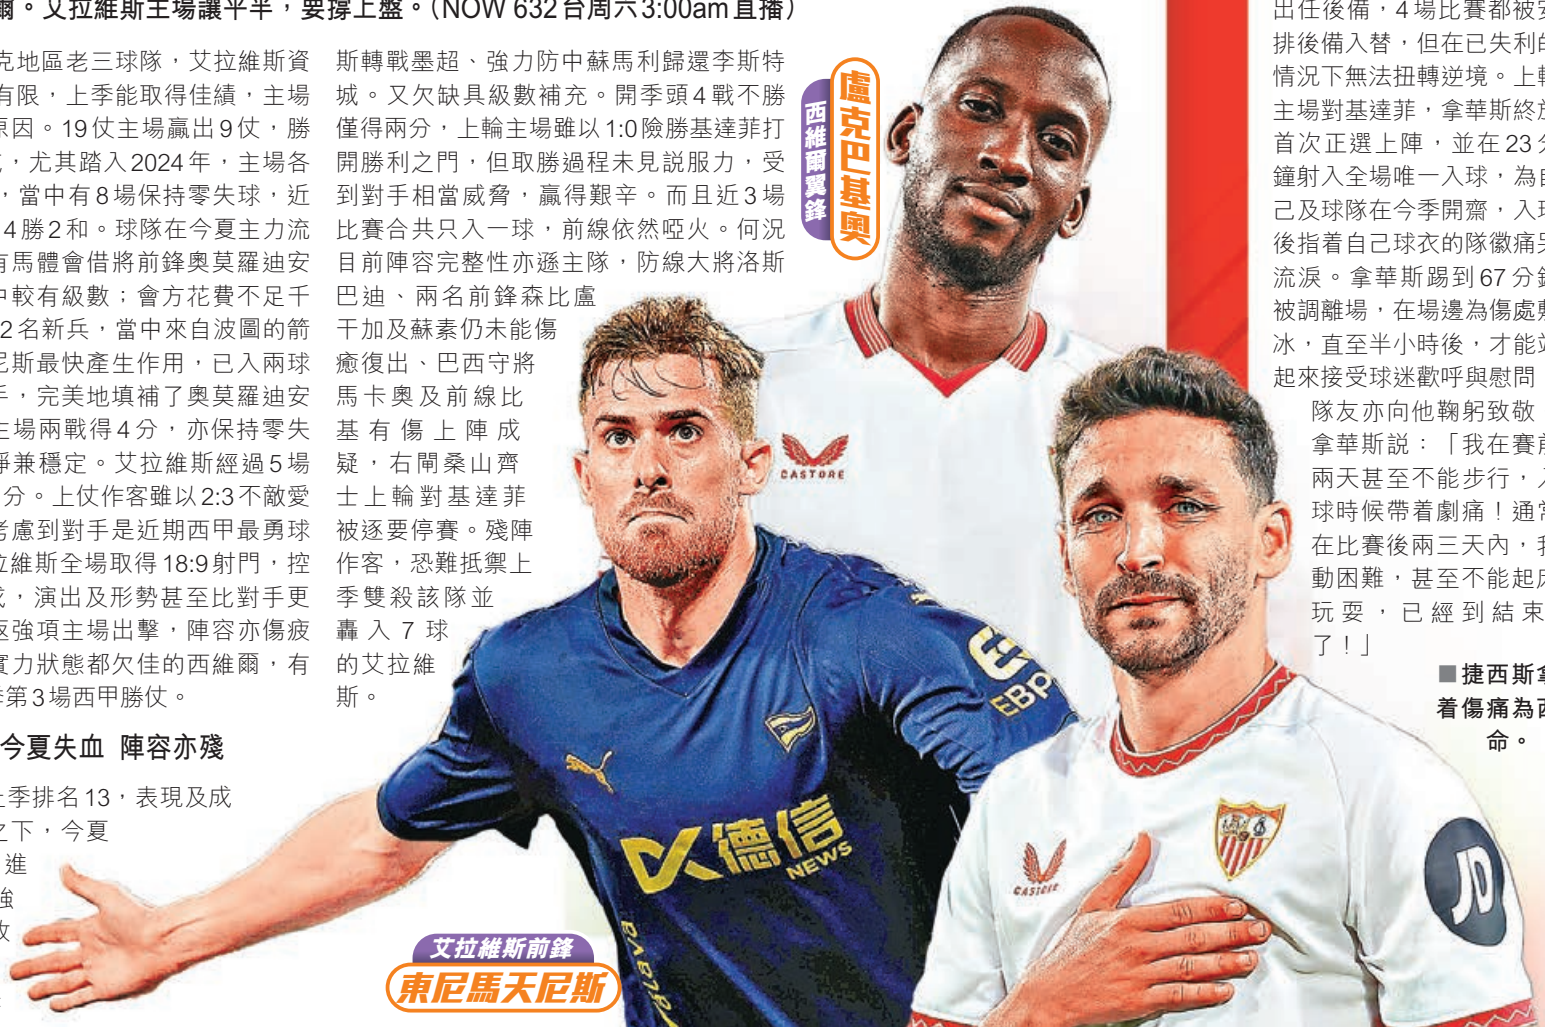 爾。艾拉維斯主場讓平半，要撐上盤。（NOW 632台周六3:00am直播）
克地區老三球隊，艾拉維斯資
有限，上季能取得佳績，主場
原因。19仗主場贏出9仗，勝
，尤其踏入2024年，主場各
，當中有8場保持零失球，近
4勝2和。球隊在今夏主力流
有馬體會借將前鋒奧莫羅迪安
中較有級數；會方花費不足千
2名新兵，當中來自波圖的箭
尼斯最快產生作用，已入兩球
手，完美地填補了奧莫羅迪安
主場兩戰得4分，亦保持零失
淨兼穩定。艾拉維斯經過5場
分。上仗作客雖以2:3不敵愛
考慮到對手是近期西甲最勇球
拉維斯全場取得18:9射門，控
成，演出及形勢甚至比對手更
返強項主場出擊，陣容亦傷疲
實力狀態都欠佳的西維爾，有
季第3場西甲勝仗。
今夏失血 陣容亦殘
上季排名13，表現及成
之下，今夏
進
強
收
斯轉戰墨超、強力防中蘇馬利歸還李斯特
城。又欠缺具級數補充。開季頭4戰不勝
僅得兩分，上輪主場雖以1:0險勝基達菲打
開勝利之門，但取勝過程未見説服力，受
到對手相當威脅，贏得艱辛。而且近3場
比賽合共只入一球，前線依然啞火。何況
目前陣容完整性亦遜主隊，防線大將洛斯
巴迪、兩名前鋒森比盧
干加及蘇素仍未能傷
癒復出、巴西守將
馬卡奧及前線比
基有傷上陣成
疑，右閘桑山齊
士上輪對基達菲
被逐要停賽。殘陣
作客，恐難抵禦上
季雙殺該隊並
轟入7球
的艾拉維
斯。
西維爾翼鋒
盧克巴基奧
出任後備，4場比賽都被安
排後備入替，但在已失利的
情況下無法扭轉逆境。上輪
主場對基達菲，拿華斯終於
首次正選上陣，並在23分
鐘射入全場唯一入球，為自
己及球隊在今季開齋，入球
後指着自己球衣的隊徽痛哭
流淚。拿華斯踢到67分鐘
被調離場，在場邊為傷處敷
冰，直至半小時後，才能站
起來接受球迷歡呼與慰問
隊友亦向他鞠躬致敬
拿華斯説：「我在賽前
兩天甚至不能步行，入
球時候帶着劇痛！通常
在比賽後兩三天內，我
動困難，甚至不能起床
玩耍，已經到結束
了！」
■捷西斯拿
着傷痛為西
命。
CASTORE
EBP
德信
NEWS
CASTORE
JD
艾拉維斯前鋒
東尼馬天尼斯